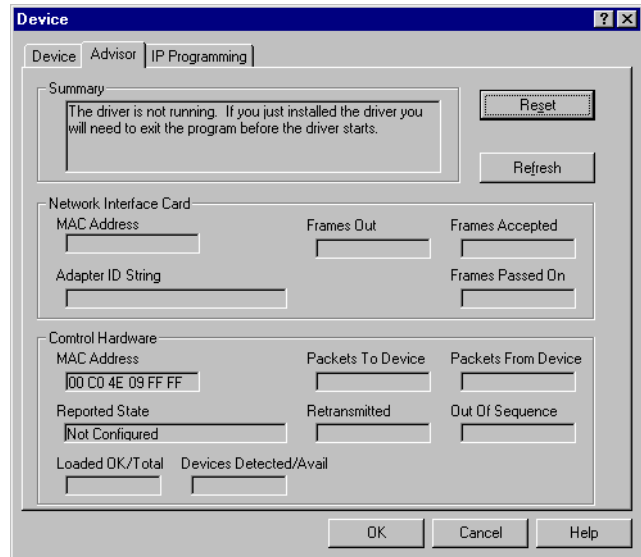 Device
? ×
Device Advisor IP Programming
Summary
The driver is not running. If you just installed the driver you
will need to exit the program before the driver starts.
Reset
Refresh
Network Interface Card
MAC Address Frames Out Frames Accepted
Adapter ID String Frames Passed On
Comtrol Hardware
MAC Address Packets To Device Packets From Device
00 C0 4E 09 FF FF
Reported State Retransmitted Out Of Sequence
Not Configured
Loaded OK/Total Devices Detected/Avail
OK Cancel Help